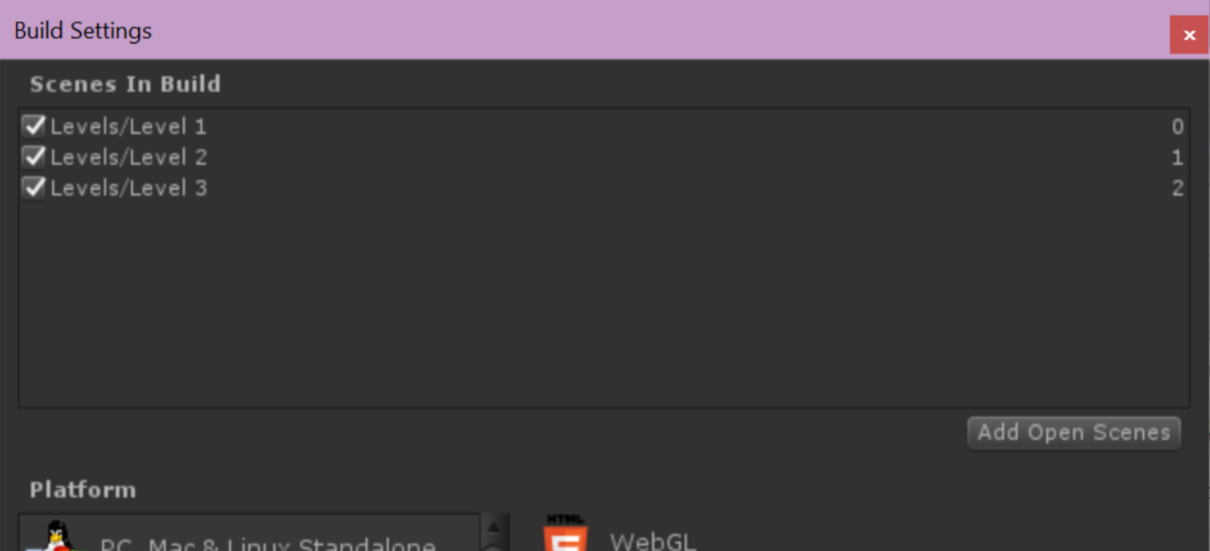 Build Settings
x
Scenes In Build
Levels/Level 1 0
Levels/Level 2 1
Levels/Level 3 2
Add Open Scenes
Platform
PC, Mac & Linux Standalone
HTML
WebGL